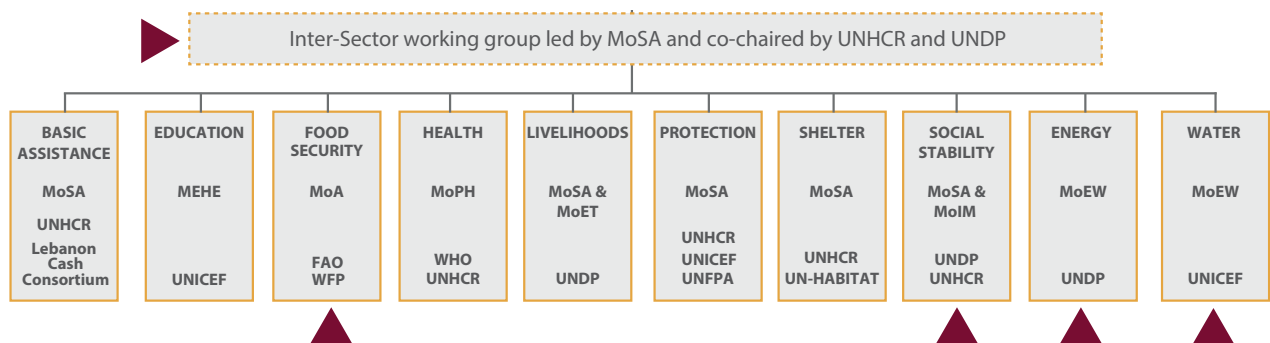 Inter-Sector working group led by MoSA and co-chaired by UNHCR and UNDP
BASIC
ASSISTANCE
MoSA
UNHCR
Lebanon
Cash
Consortium
EDUCATION
MEHE
UNICEF
FOOD
SECURITY
MoA
FAO
WFP
HEALTH
MoPH
WHO
UNHCR
LIVELIHOODS
MoSA &
MoET
UNDP
PROTECTION
MoSA
UNHCR
UNICEF
UNFPA
SHELTER
MoSA
UNHCR
UN-HABITAT
SOCIAL
STABILITY
MoSA &
MoIM
UNDP
UNHCR
ENERGY
MoEW
UNDP
WATER
MoEW
UNICEF